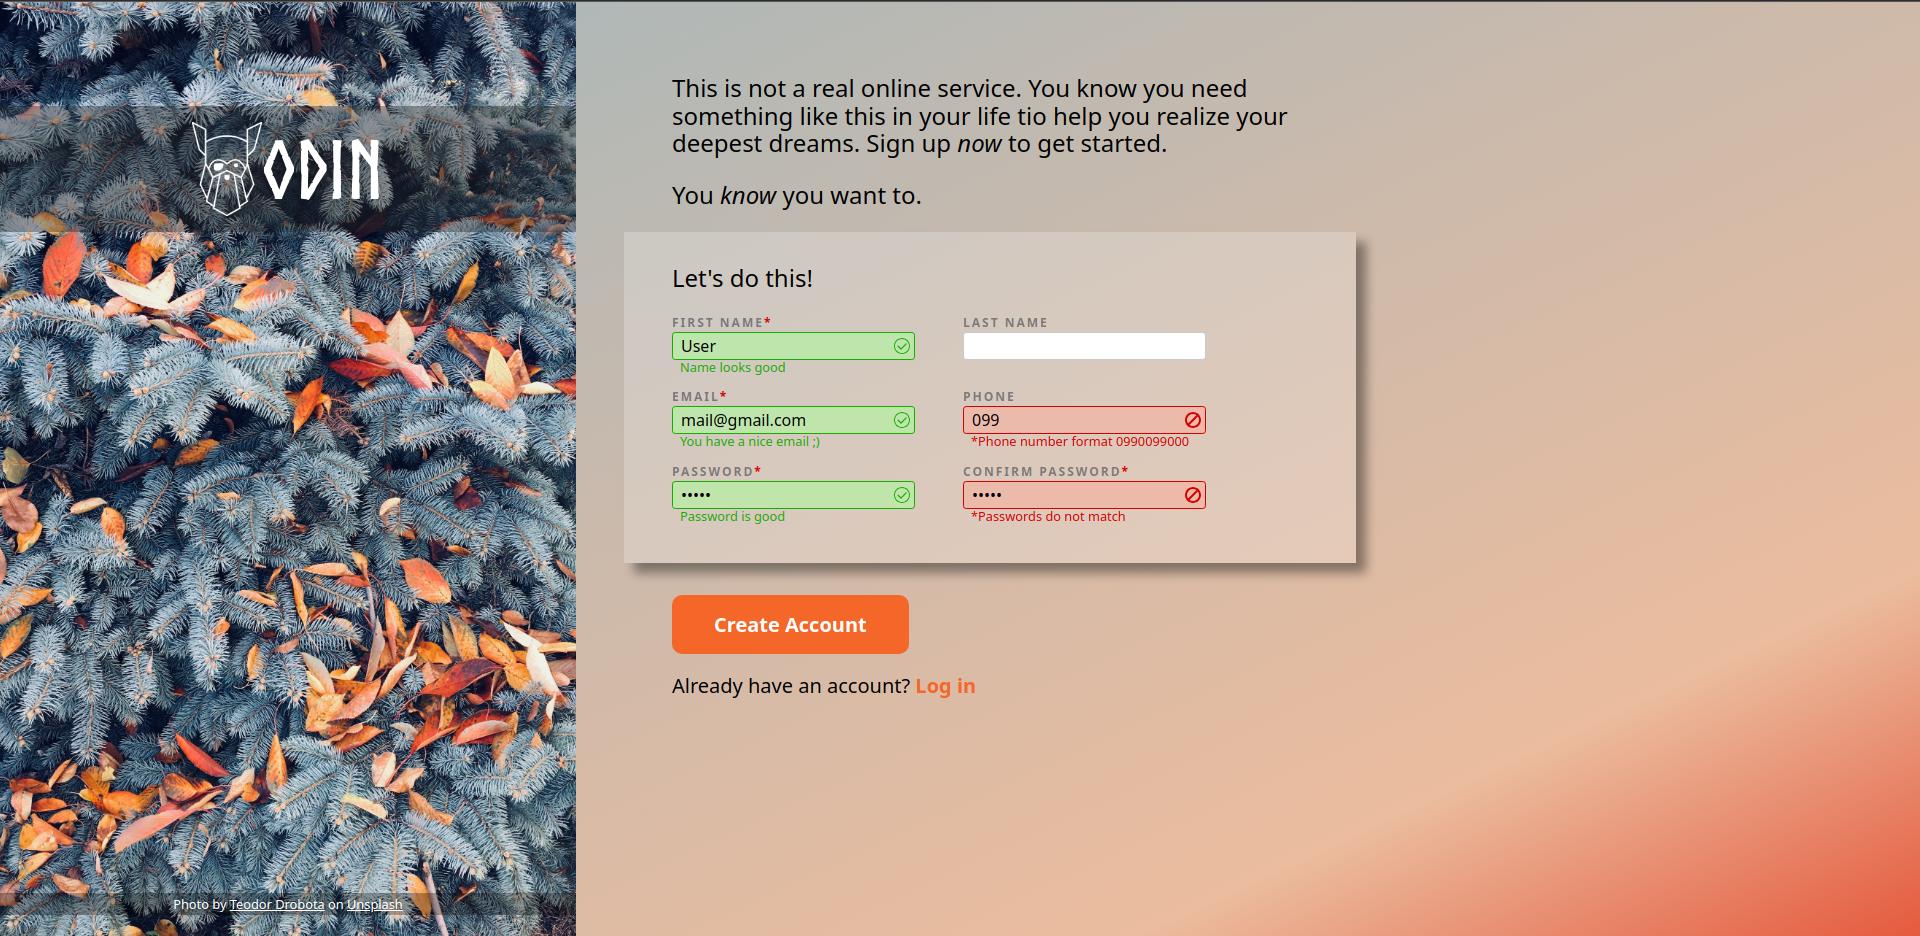 ODIN
Photo by Teodor Drobota on Unsplash
This is not a real online service. You know you need
something like this in your life tio help you realize your
deepest dreams. Sign up now to get started.
You know you want to.
Let's do this!
FIRST NAME*
User
Name looks good
LAST NAME
EMAIL*
mail@gmail.com
You have a nice email ;)
PHONE
099
*Phone number format 0990099000
PASSWORD*
•••••
Password is good
CONFIRM PASSWORD*
•••••
*Passwords do not match
Create Account
Already have an account? Log in